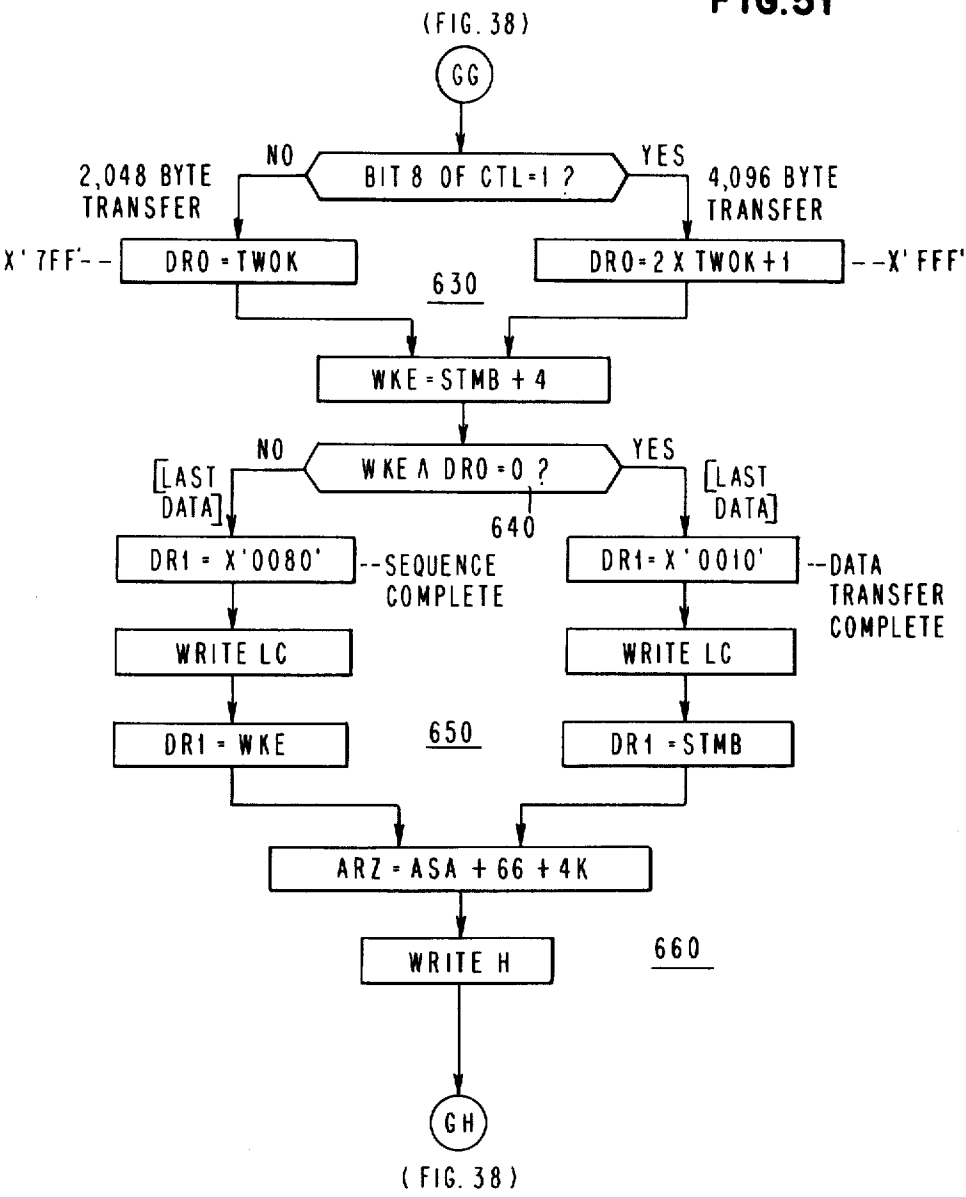 FIG.51
(FIG. 38)
GG
NO
YES
BIT 8 OF CTL=1 ?
2,048 BYTE
TRANSFER
4,096 BYTE
TRANSFER
X'7FF'--
DR0 = TWOK
DR0=2 X TWOK+1
--X'FFF'
630
WKE=STMB + 4
NO
YES
WKE Λ DR0=0 ?
[LAST
DATA]
[LAST
DATA]
640
DR1 = X'0080'
--SEQUENCE
COMPLETE
DR1=X'0010'
--DATA
TRANSFER
COMPLETE
WRITE LC
WRITE LC
DR1=WKE
650
DR1=STMB
ARZ=ASA + 66 + 4K
WRITE H
660
GH
(FIG. 38)